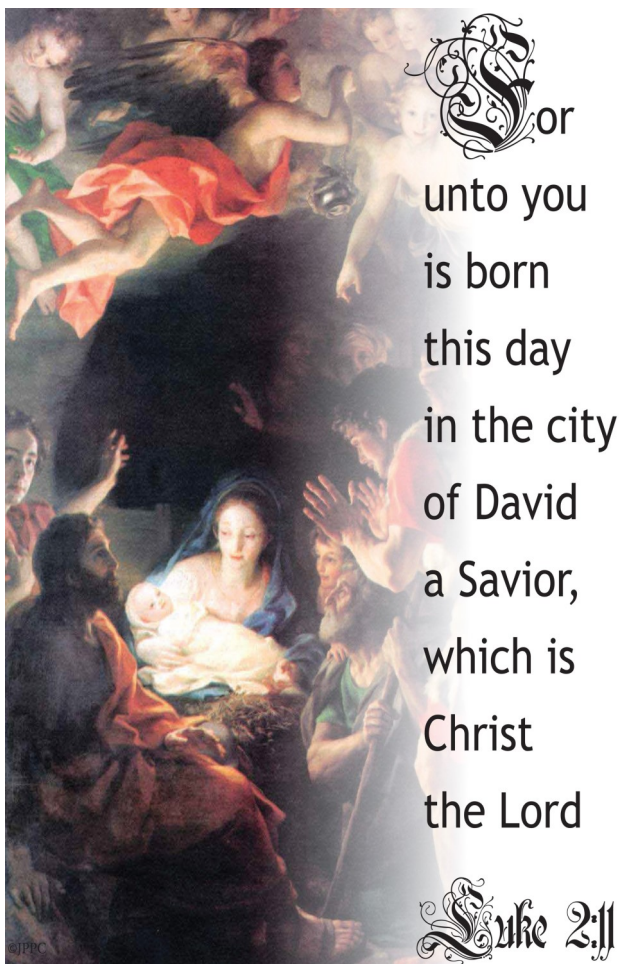 For
unto you
is born
this day
in the city
of David
a Savior,
which is
Christ
the Lord
Luke 2:11
©JPPC